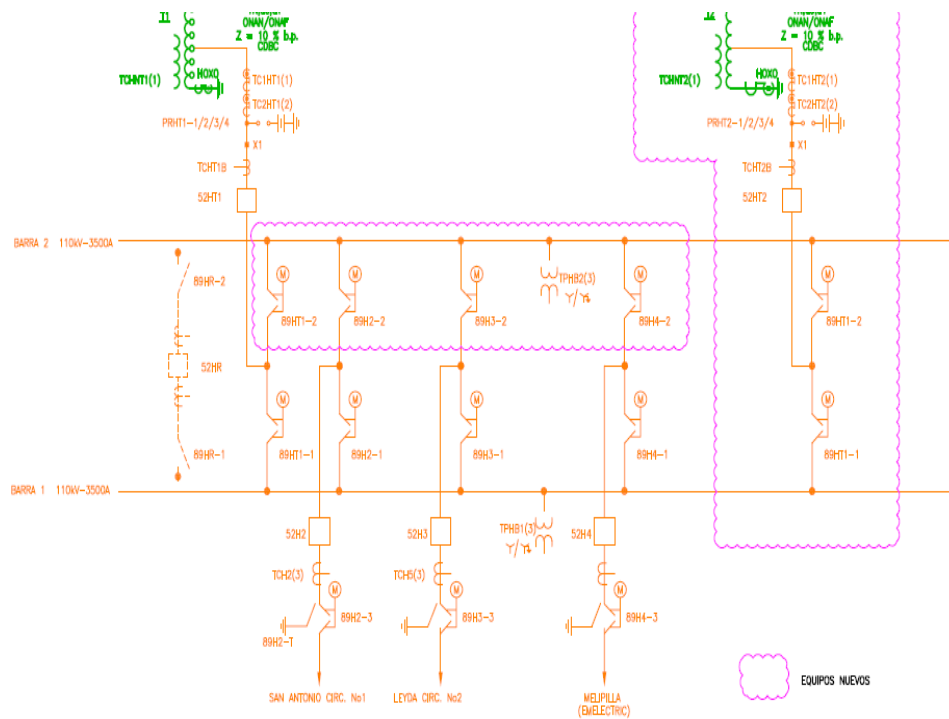 T1
ONAN/ONAF
Z = 10 % b.p.
CDBC
TCHNT1(1)
HOXO
TC1HT1(1)
TC2HT1(2)
PRHT1-1/2/3/4
X1
TCHT1B
52HT1
ONAN/ONAF
Z = 10 % b.p.
CDBC
TCHNT2(1)
HOXO
TC1HT2(1)
TC2HT2(2)
PRHT2-1/2/3/4
X1
TCHT2B
52HT2
BARRA 2 110kV-3500A
89HR-2
M
M
M
TPHB2(3)
M
M
89HT1-2
89H2-2
89H3-2
89H4-2
89HT1-2
52HR
M
M
M
M
M
89HR-1
89HT1-1
89H2-1
89H3-1
89H4-1
89HT1-1
BARRA 1 110kV-3500A
52H2
52H3
TPHB1(3)
52H4
TCH2(3)
TCH5(3)
M
M
M
89H2-3
89H3-3
89H4-3
89H2-T
SAN ANTONIO CIRC. No1
LEYDA CIRC. No2
MELIPILLA
(EMELECTRIC)
EQUIPOS NUEVOS